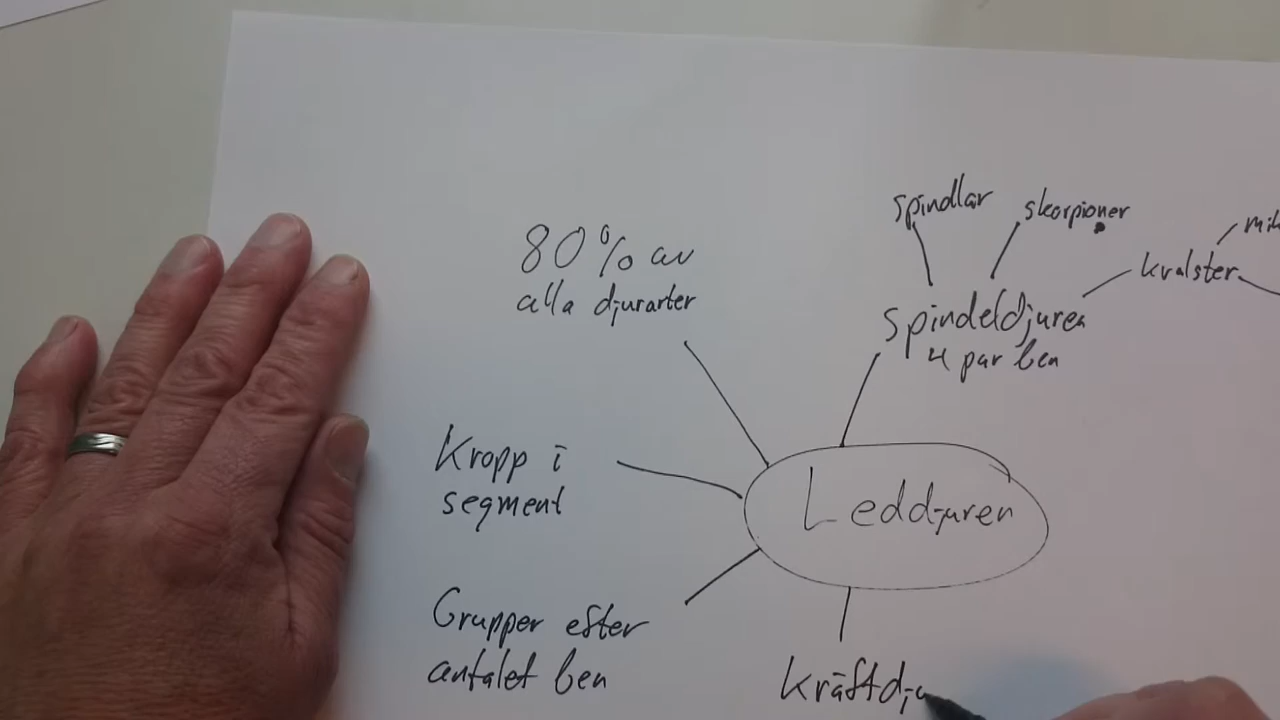 80% av
alla djurarter
Kropp i
segment
Grupper efter
antalet ben
spindlar
skorpioner
kvalster
Spindeldjuren
4 par ben
Leddjuren